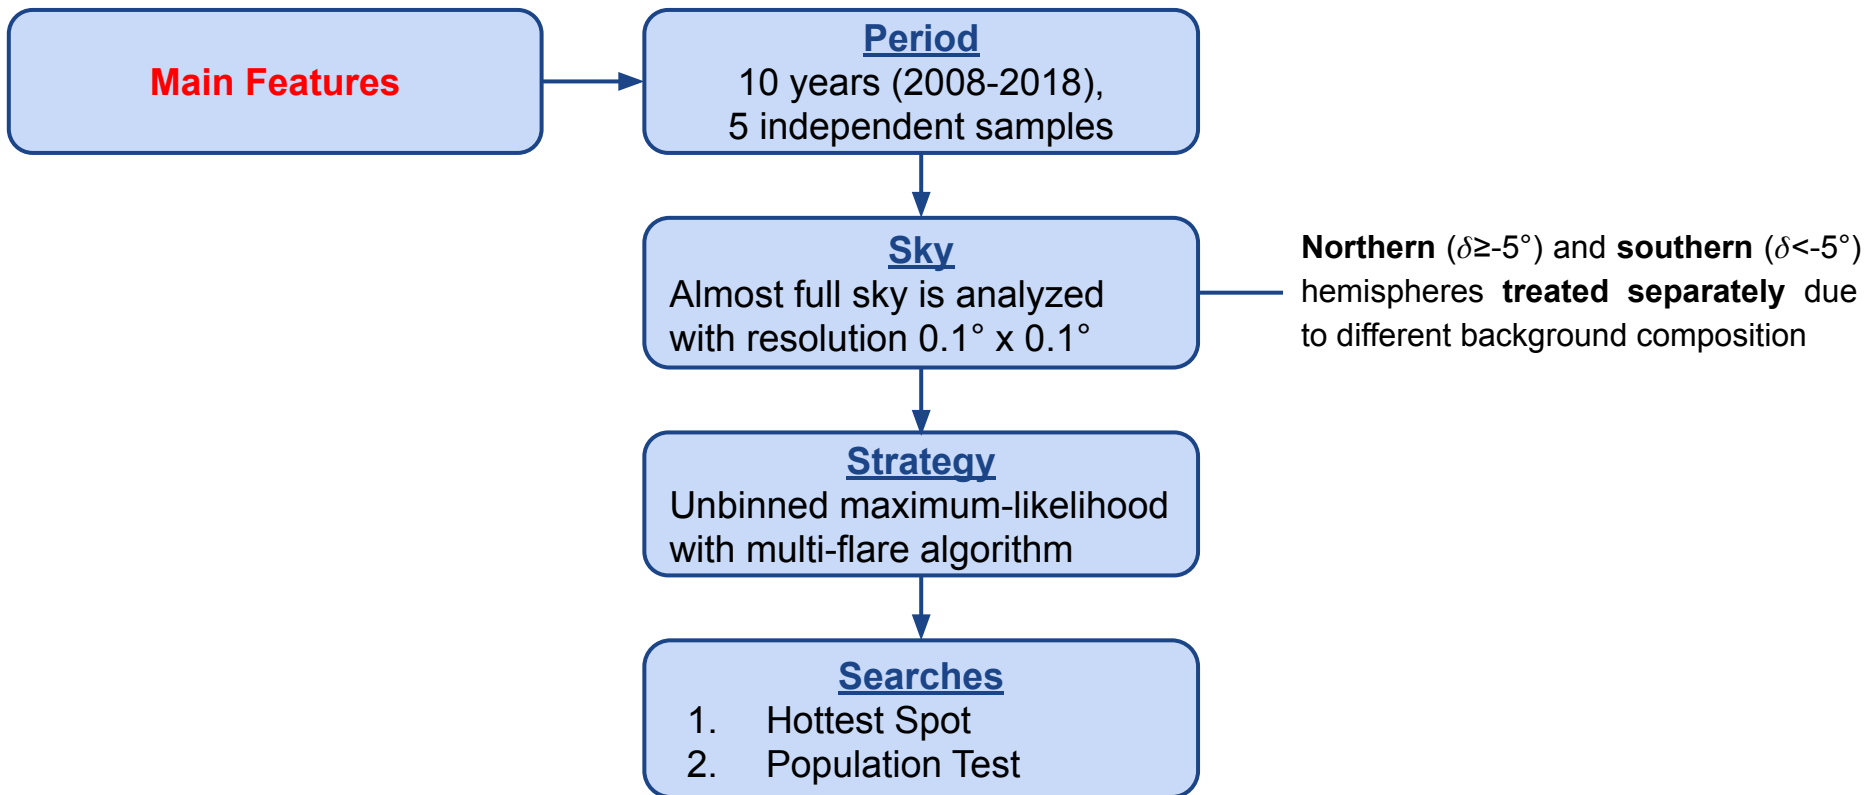 Main Features
Period
10 years (2008-2018),
5 independent samples
Sky
Almost full sky is analyzed
with resolution 0.1° x 0.1°
Northern (δ≥-5°) and southern (δ<-5°)
hemispheres treated separately due
to different background composition
Strategy
Unbinned maximum-likelihood
with multi-flare algorithm
Searches
1. Hottest Spot
2. Population Test